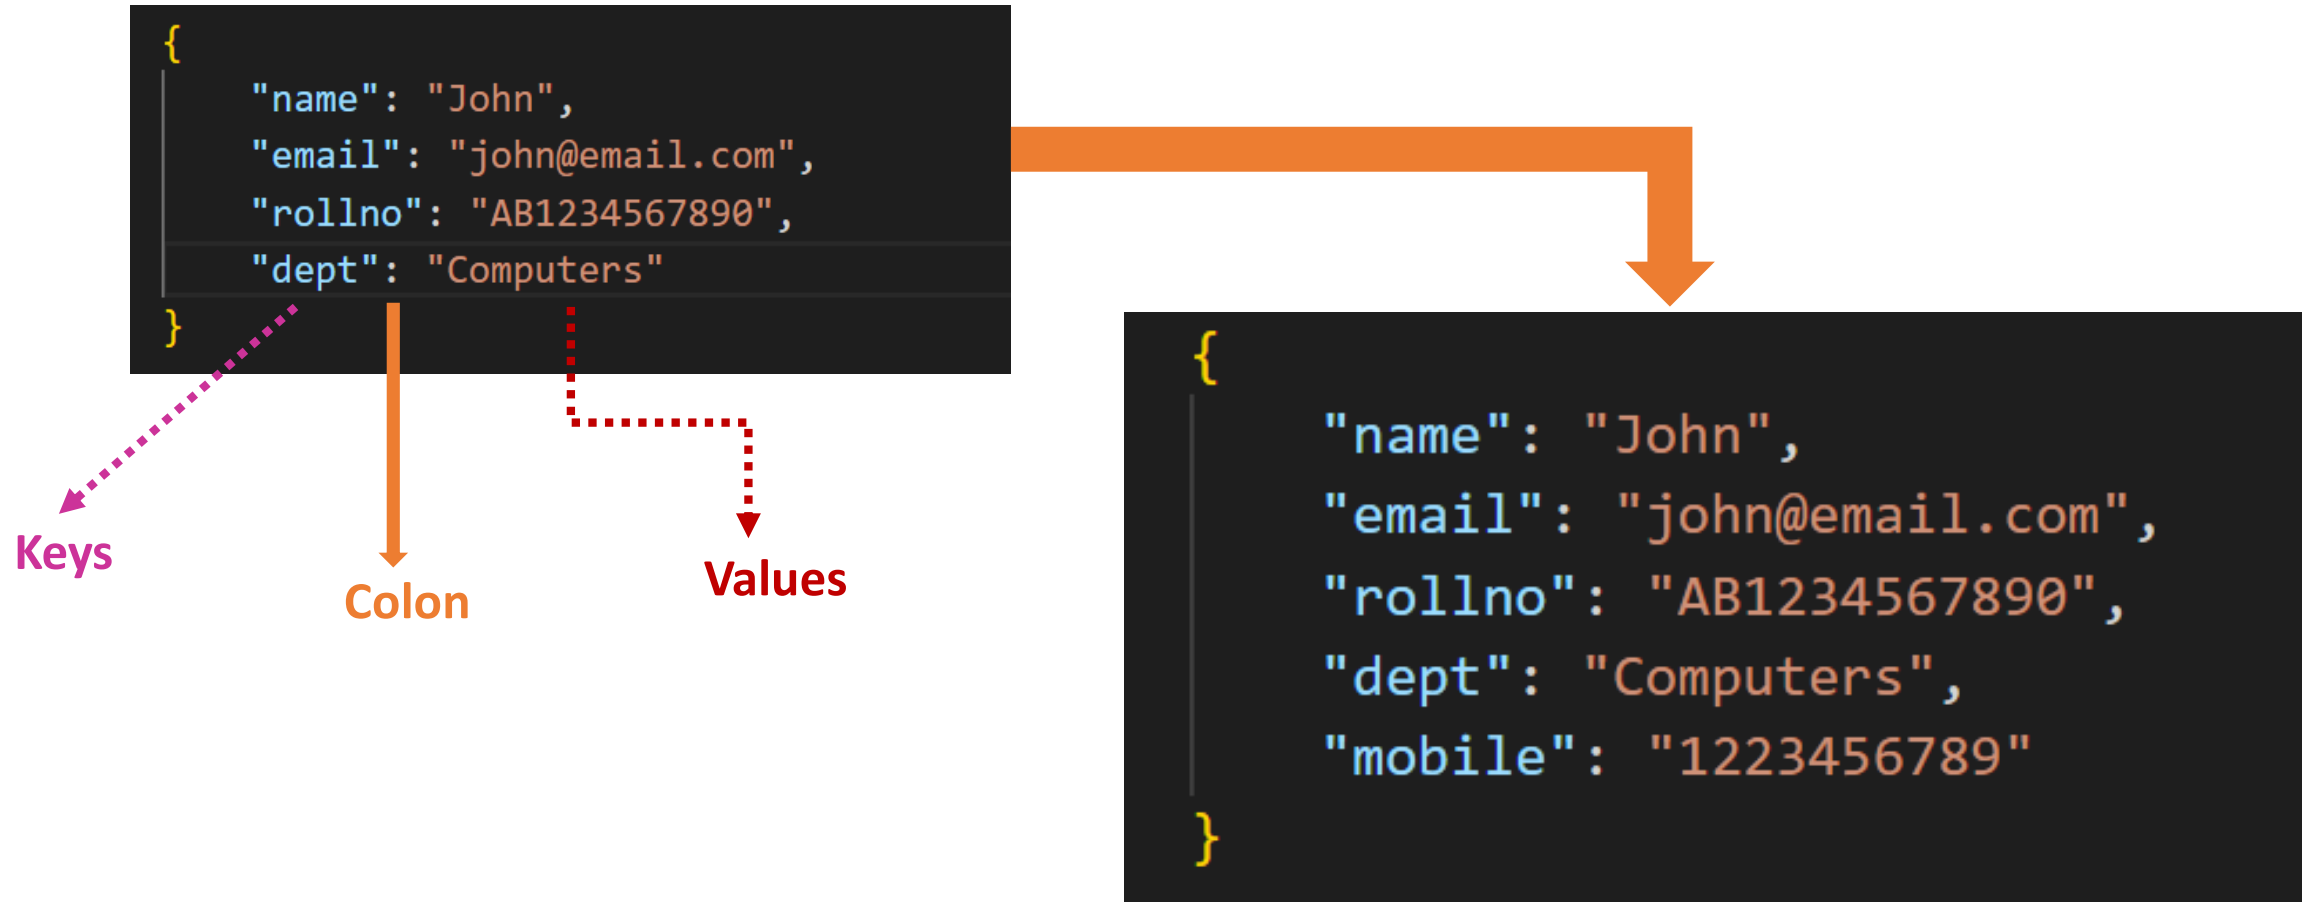 {
"name": "John",
"email": "john@email.com",
"rollno": "AB1234567890",
"dept": "Computers"
}
Keys
Colon
Values
{
"name": "John",
"email": "john@email.com",
"rollno": "AB1234567890",
"dept": "Computers",
"mobile": "1223456789"
}